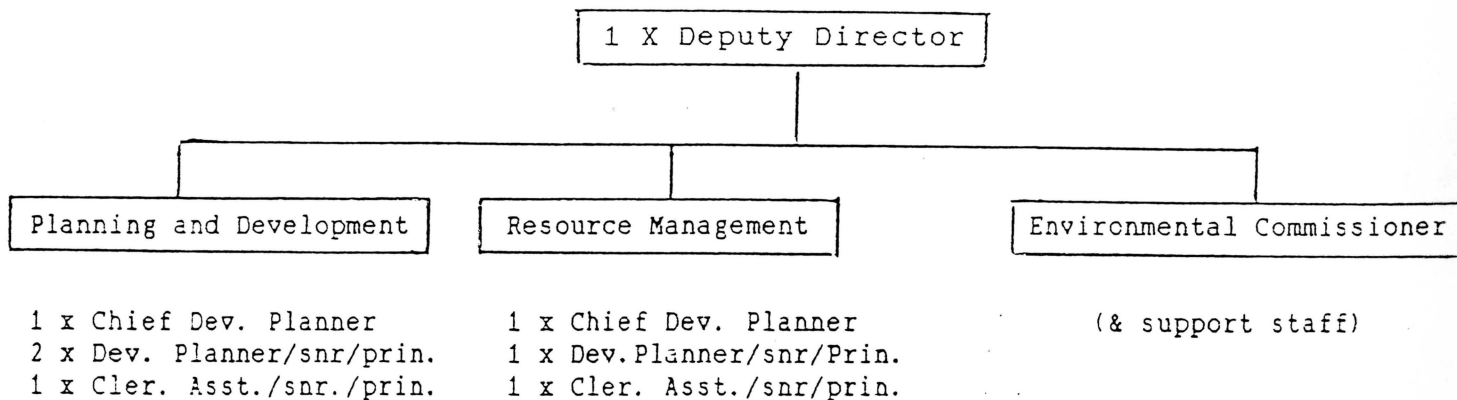 1 X Deputy Director
Planning and Development
Resource Management
Environmental Commissioner
1 x Chief Dev. Planner
2 x Dev. Planner/snr/prin.
1 x Cler. Asst./snr./prin.
1 x Chief Dev. Planner
1 x Dev.Planner/snr/Prin.
1 x Cler. Asst./snr/prin.
(& support staff)